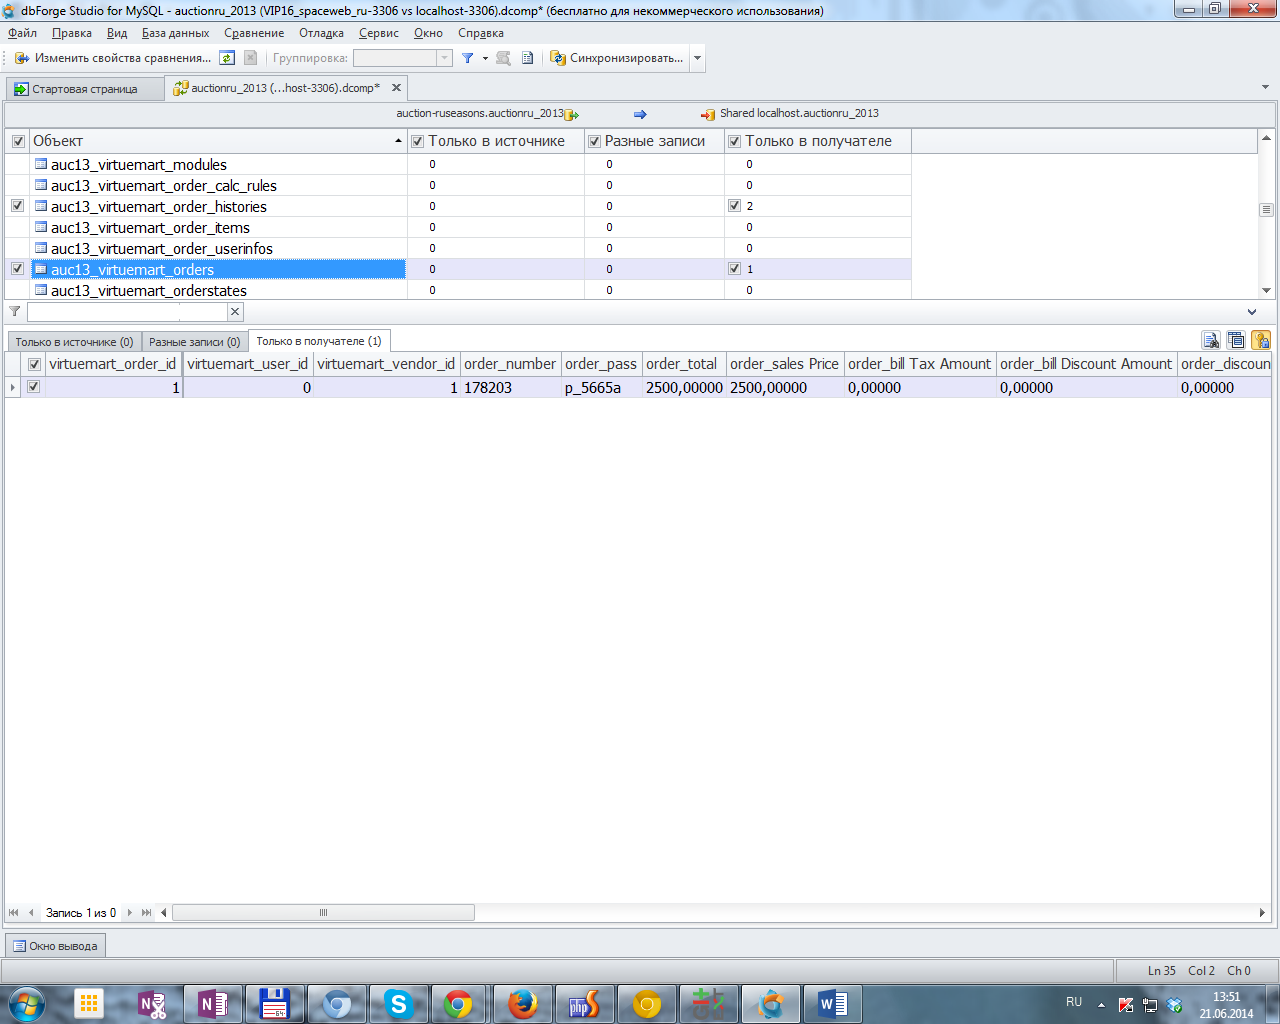 dbForge Studio for MySQL - auctionru_2013 (VIP16_spaceweb_ru-3306 vs localhost-3306).dcomp* (бесплатно для некоммерческого использования)
Файл Правка Вид База данных Сравнение Отладка Сервис Окно Справка
Изменить свойства сравнения... Группировка: Синхронизировать...
Стартовая страница auctionru_2013 (...host-3306).dcomp*
auction-ruseasons.auctionru_2013 Shared localhost.auctionru_2013
Объект Только в источнике Разные записи Только в получателе
auc13_virtuemart_modules 0 0 0
auc13_virtuemart_order_calc_rules 0 0 0
auc13_virtuemart_order_histories 0 0 2
auc13_virtuemart_order_items 0 0 0
auc13_virtuemart_order_userinfos 0 0 0
auc13_virtuemart_orders 0 0 1
auc13_virtuemart_orderstates 0 0 0
Только в источнике (0) Разные записи (0) Только в получателе (1)
virtuemart_order_id virtuemart_user_id virtuemart_vendor_id order_number order_pass order_total order_sales Price order_bill Tax Amount order_bill Discount Amount order_discoun
1 0 1 178203 p_5665a 2500,00000 2500,00000 0,00000 0,00000 0,00000
Запись 1 из 0
Окно вывода
Ln 35 Col 2 Ch 0
RU 13:51
21.06.2014